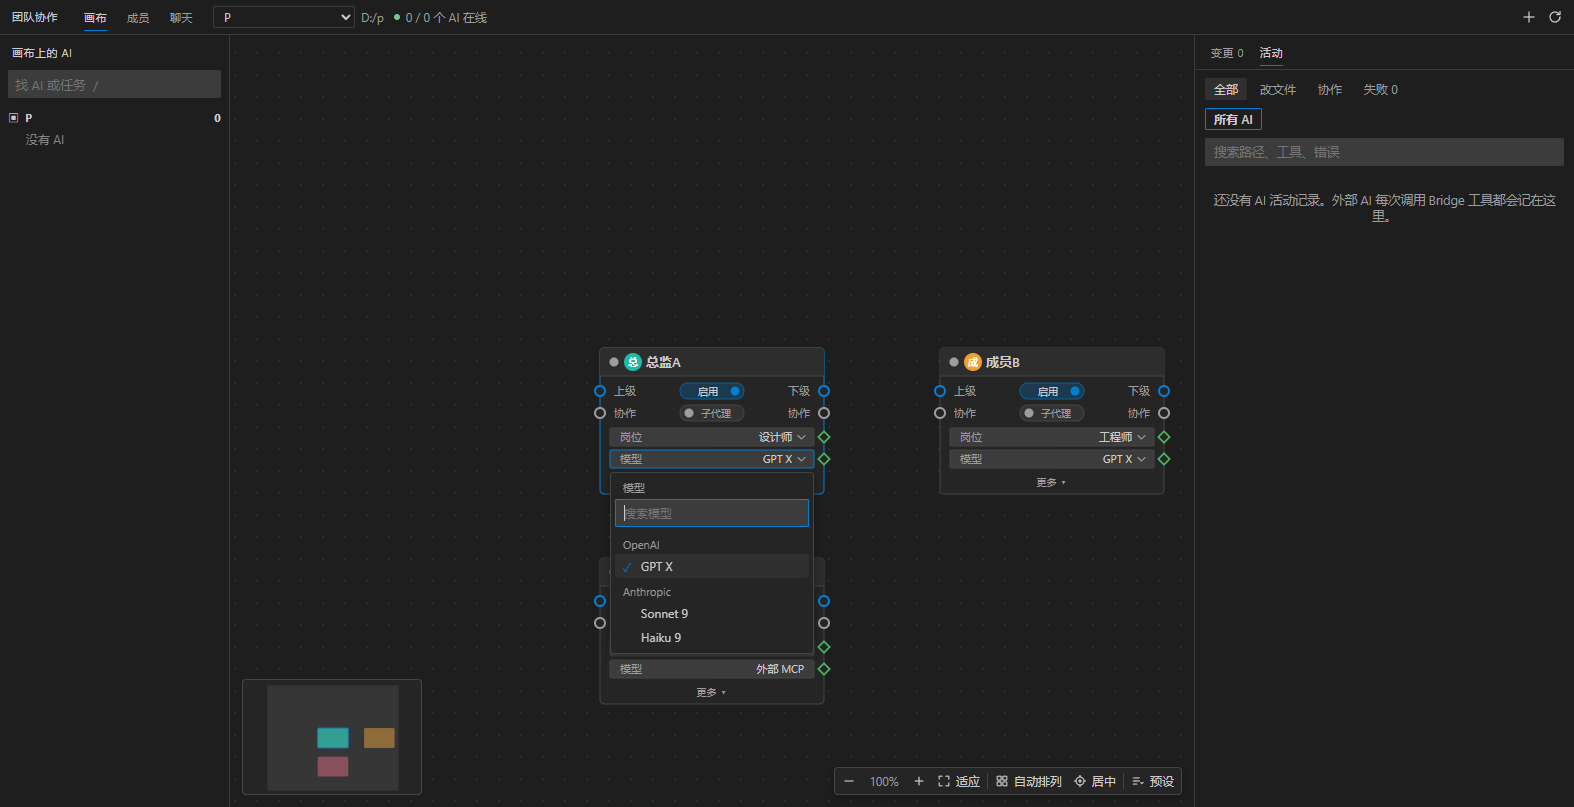 团队协作 画布 成员 聊天 P D:/p 0 / 0 个 AI 在线
画布上的 AI
找 AI 或任务 /
P 0
没有 AI
总 总监A
上级 启用 下级
协作 子代理 协作
岗位 设计师
模型 GPT X
模型
搜索模型
OpenAI
✓ GPT X
Anthropic
Sonnet 9
Haiku 9
模型 外部 MCP
更多
成 成员B
上级 启用 下级
协作 子代理 协作
岗位 工程师
模型 GPT X
更多
100% 适应 自动排列 居中 预设
变更 0 活动
全部 改文件 协作 失败 0
所有 AI
搜索路径、工具、错误
还没有 AI 活动记录。外部 AI 每次调用 Bridge 工具都会记在这
里。